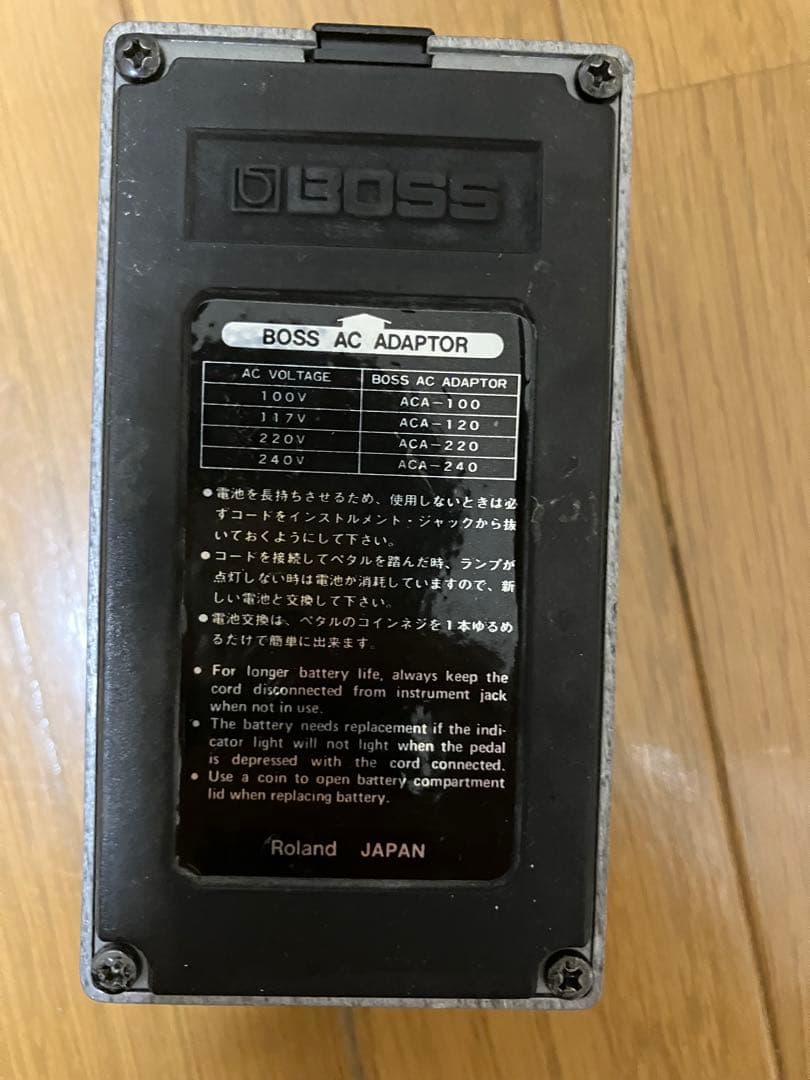 BOSS
BOSS AC ADAPTOR
AC VOLTAGE BOSS AC ADAPTOR
100V ACA-100
117V ACA-120
220V ACA-220
240V ACA-240
●電池を長持ちさせるため、使用しないときは必
ずコードをインストルメント・ジャックから抜
いておくようにして下さい。
●コードを接続してペタルを踏んだ時、ランプが
点灯しない時は電池か消耗していますので、新
しい電池と交換して下さい。
●電池交換は、ペタルのコインネジを1本ゆるめ
るだけで簡単に出来ます。
● For longer battery life, always keep the
cord disconnected from instrument jack
when not in use.
● The battery needs replacement if the indi-
cator light will not light when the pedal
is depressed with the cord connected.
● Use a coin to open battery compartment
lid when replacing battery.
Roland JAPAN